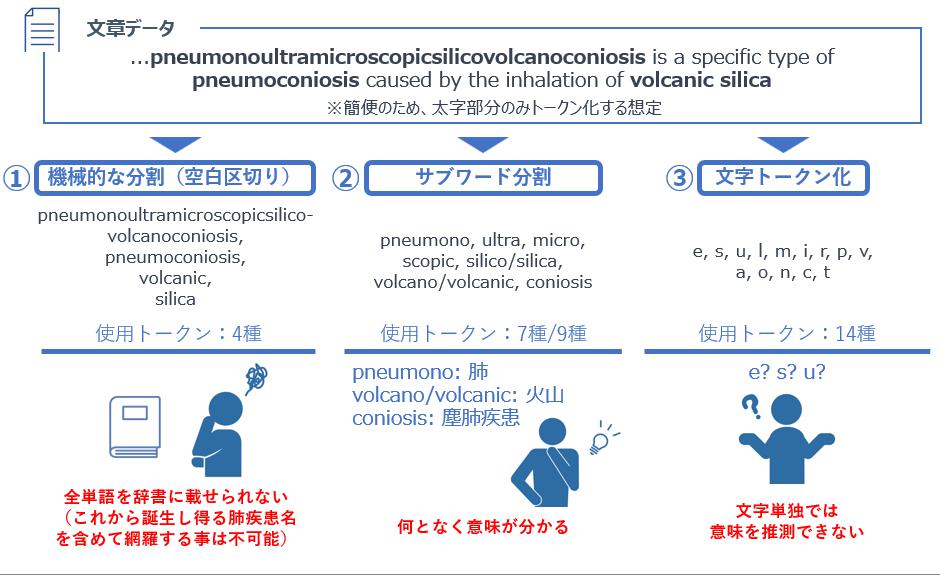 文章データ
...pneumonoultramicroscopicsilicovolcanoconiosis is a specific type of
pneumoconiosis caused by the inhalation of volcanic silica
※簡便のため、太字部分のみトークン化する想定
① 機械的な分割（空白区切り）
pneumonoultramicroscopicsilico-
volcanoconiosis,
pneumoconiosis,
volcanic,
silica
使用トークン：4種
全単語を辞書に載せられない
（これから誕生し得る肺疾患名
を含めて網羅する事は不可能）
② サブワード分割
pneumono, ultra, micro,
scopic, silico/silica,
volcano/volcanic, coniosis
使用トークン：7種/9種
pneumono: 肺
volcano/volcanic: 火山
coniosis: 塵肺疾患
何となく意味が分かる
③ 文字トークン化
e, s, u, l, m, i, r, p, v,
a, o, n, c, t
使用トークン：14種
e? s? u?
?
文字単独では
意味を推測できない